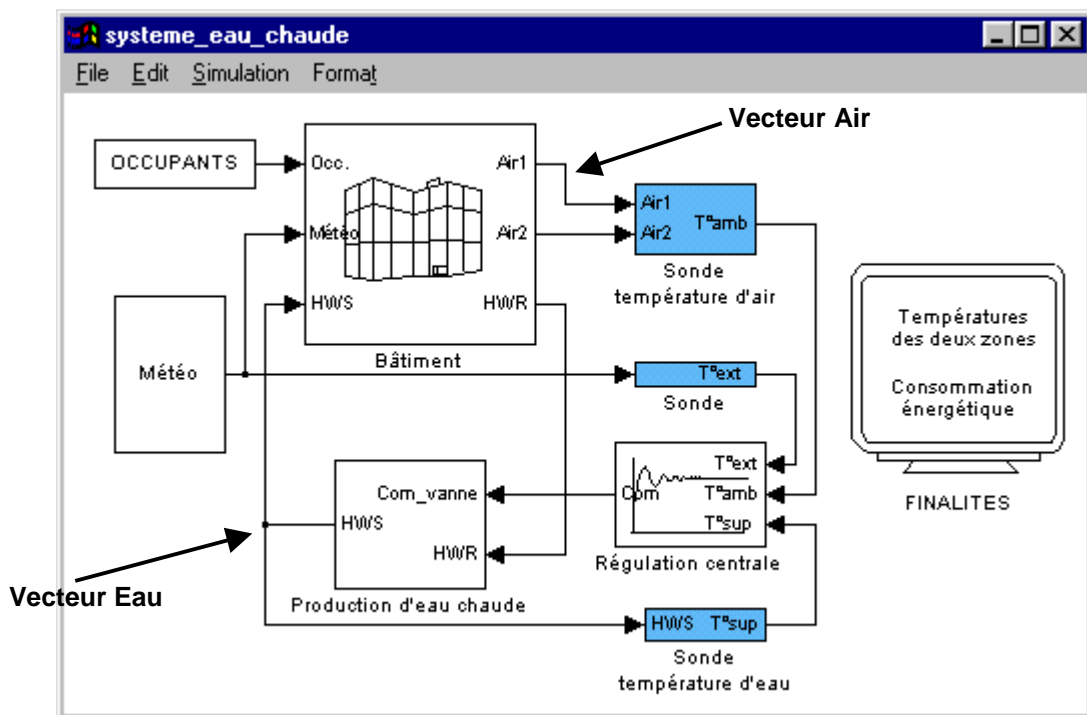 systeme_eau_chaude
File Edit Simulation Format
Vecteur Air
OCCUPANTS
Occ.
Météo
HWS
Air1
Air2
HWR
Bâtiment
Air1
Air2
T°amb
Sonde
température d'air
Météo
T°ext
Sonde
Températures
des deux zones
Consommation
énergétique
FINALITES
Com_vanne
HWS
HWR
Production d'eau chaude
Com
T°ext
T°amb
T°sup
Régulation centrale
Vecteur Eau
HWS T°sup
Sonde
température d'eau